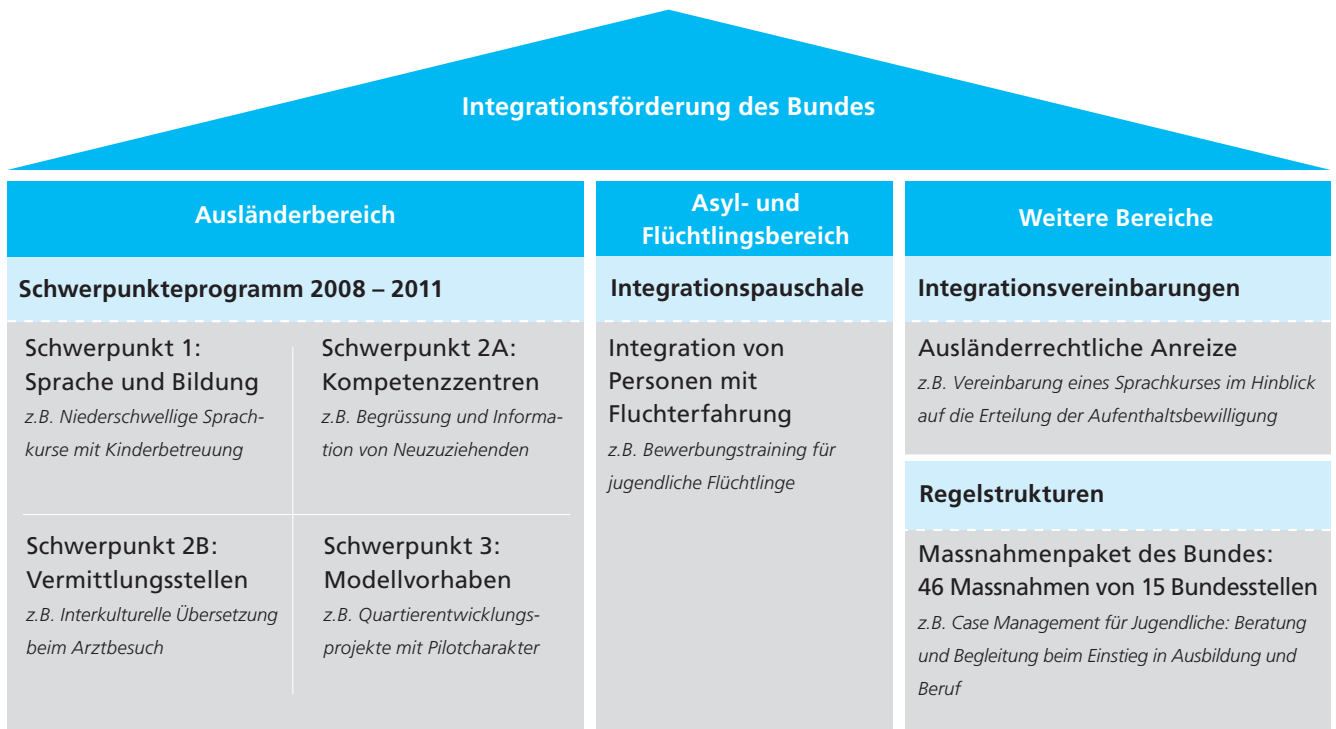 Integrationsförderung des Bundes
Ausländerbereich
Schwerpunkteprogramm 2008 – 2011
Schwerpunkt 1:
Sprache und Bildung
z.B. Niederschwellige Sprach-
kurse mit Kinderbetreuung
Schwerpunkt 2A:
Kompetenzzentren
z.B. Begrüssung und Informa-
tion von Neuzuziehenden
Schwerpunkt 2B:
Vermittlungsstellen
z.B. Interkulturelle Übersetzung
beim Arztbesuch
Schwerpunkt 3:
Modellvorhaben
z.B. Quartierentwicklungs-
projekte mit Pilotcharakter
Asyl- und
Flüchtlingsbereich
Integrationspauschale
Integration von
Personen mit
Fluchterfahrung
z.B. Bewerbungstraining für
jugendliche Flüchtlinge
Weitere Bereiche
Integrationsvereinbarungen
Ausländerrechtliche Anreize
z.B. Vereinbarung eines Sprachkurses im Hinblick
auf die Erteilung der Aufenthaltsbewilligung
Regelstrukturen
Massnahmenpaket des Bundes:
46 Massnahmen von 15 Bundesstellen
z.B. Case Management für Jugendliche: Beratung
und Begleitung beim Einstieg in Ausbildung und
Beruf